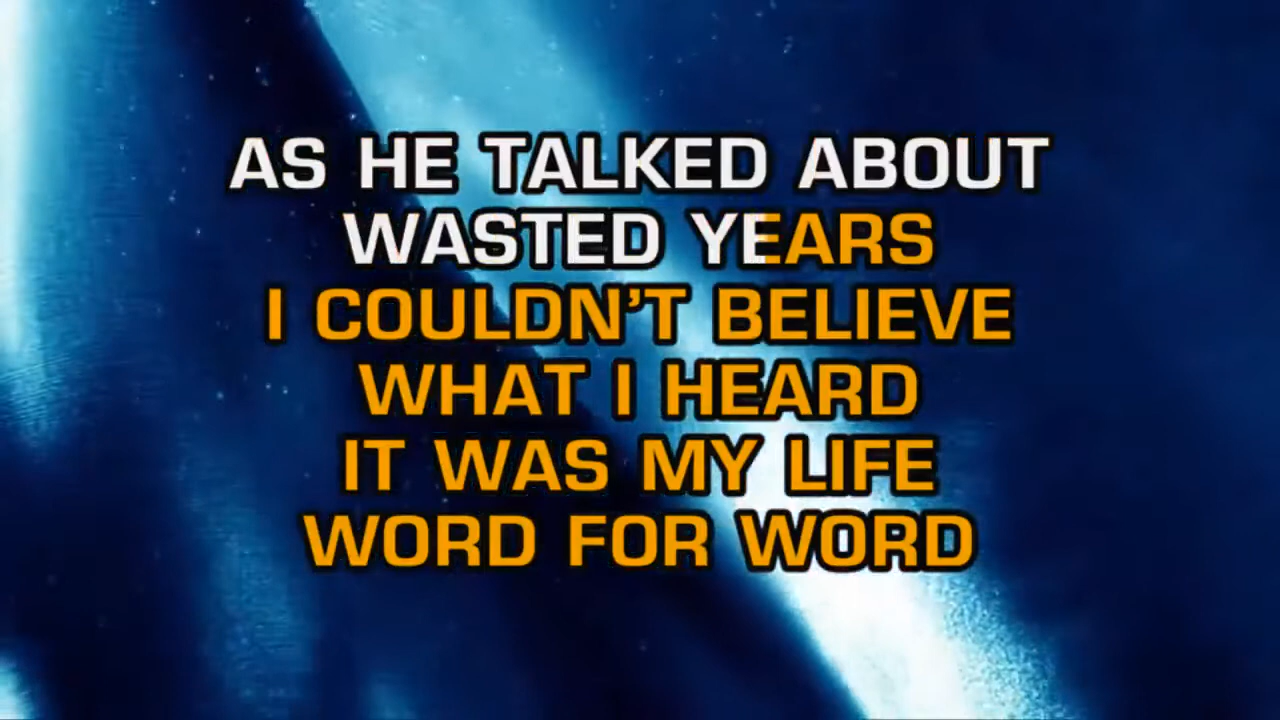 AS HE TALKED ABOUT
WASTED YEARS
I COULDN'T BELIEVE
WHAT I HEARD
IT WAS MY LIFE
WORD FOR WORD